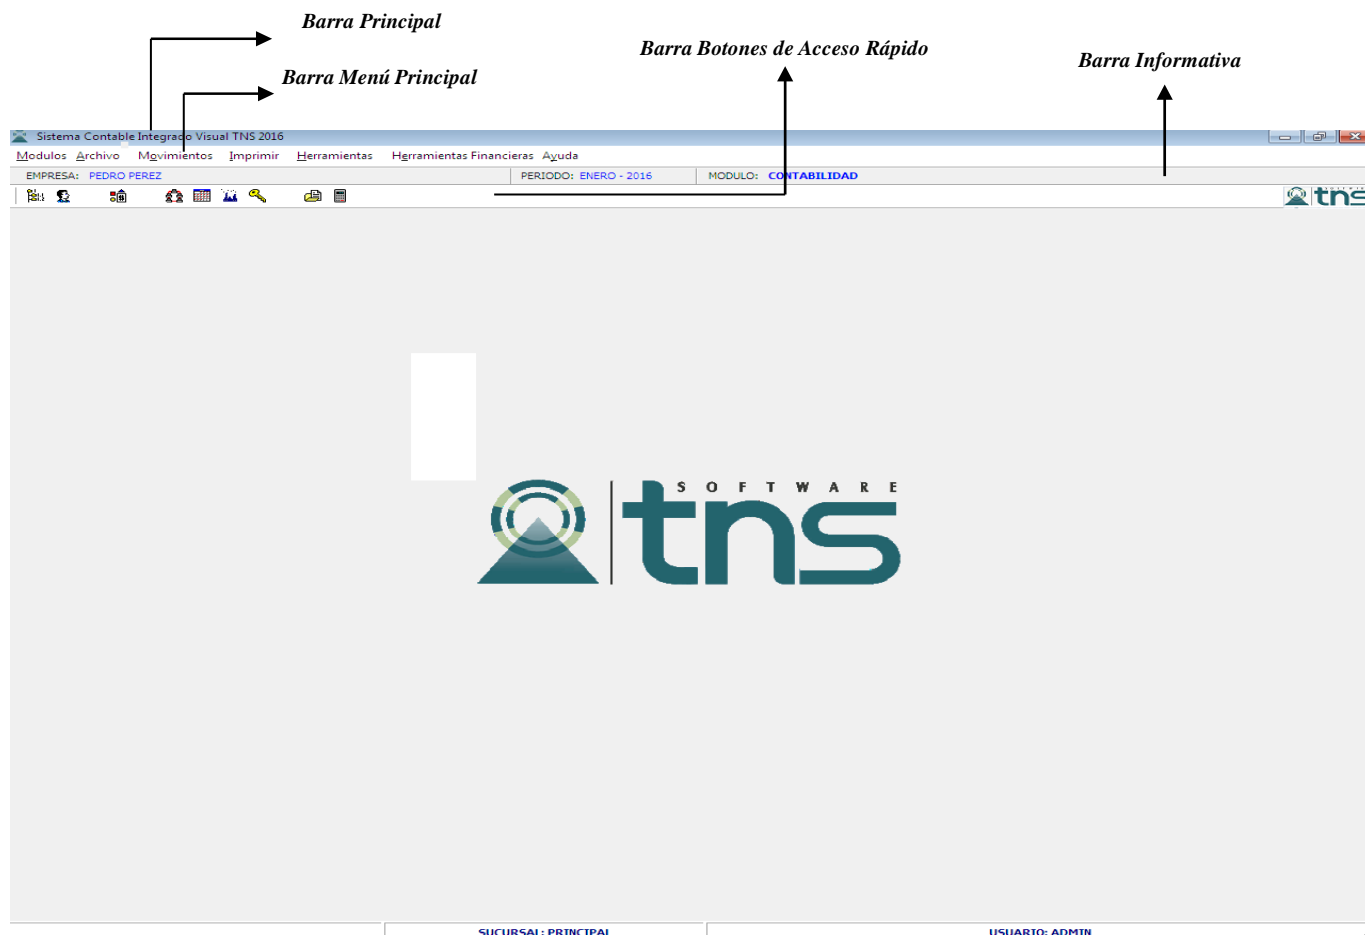 Barra Principal
Barra Botones de Acceso Rápido
Barra Informativa
Barra Menú Principal
Sistema Contable Integrado Visual TNS 2016
Modulos Archivo Movimientos Imprimir Herramientas Herramientas Financieras Ayuda
EMPRESA: PEDRO PEREZ PERIODO: ENERO - 2016 MODULO: CONTABILIDAD
tns
SOFTWARE
tns
SUCURSAL: PRINCIPAL USUARIO: ADMIN